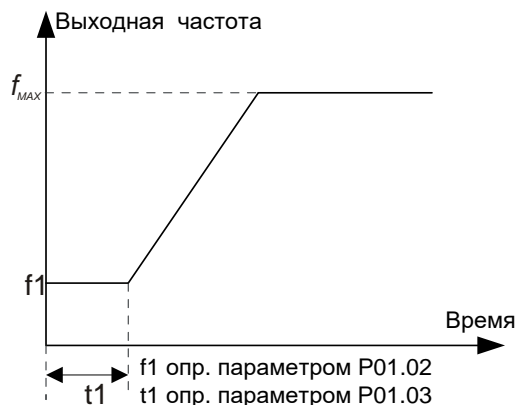 Выходная частота
fMAX
f1
Время
f1 опр. параметром P01.02
t1
t1 опр. параметром P01.03